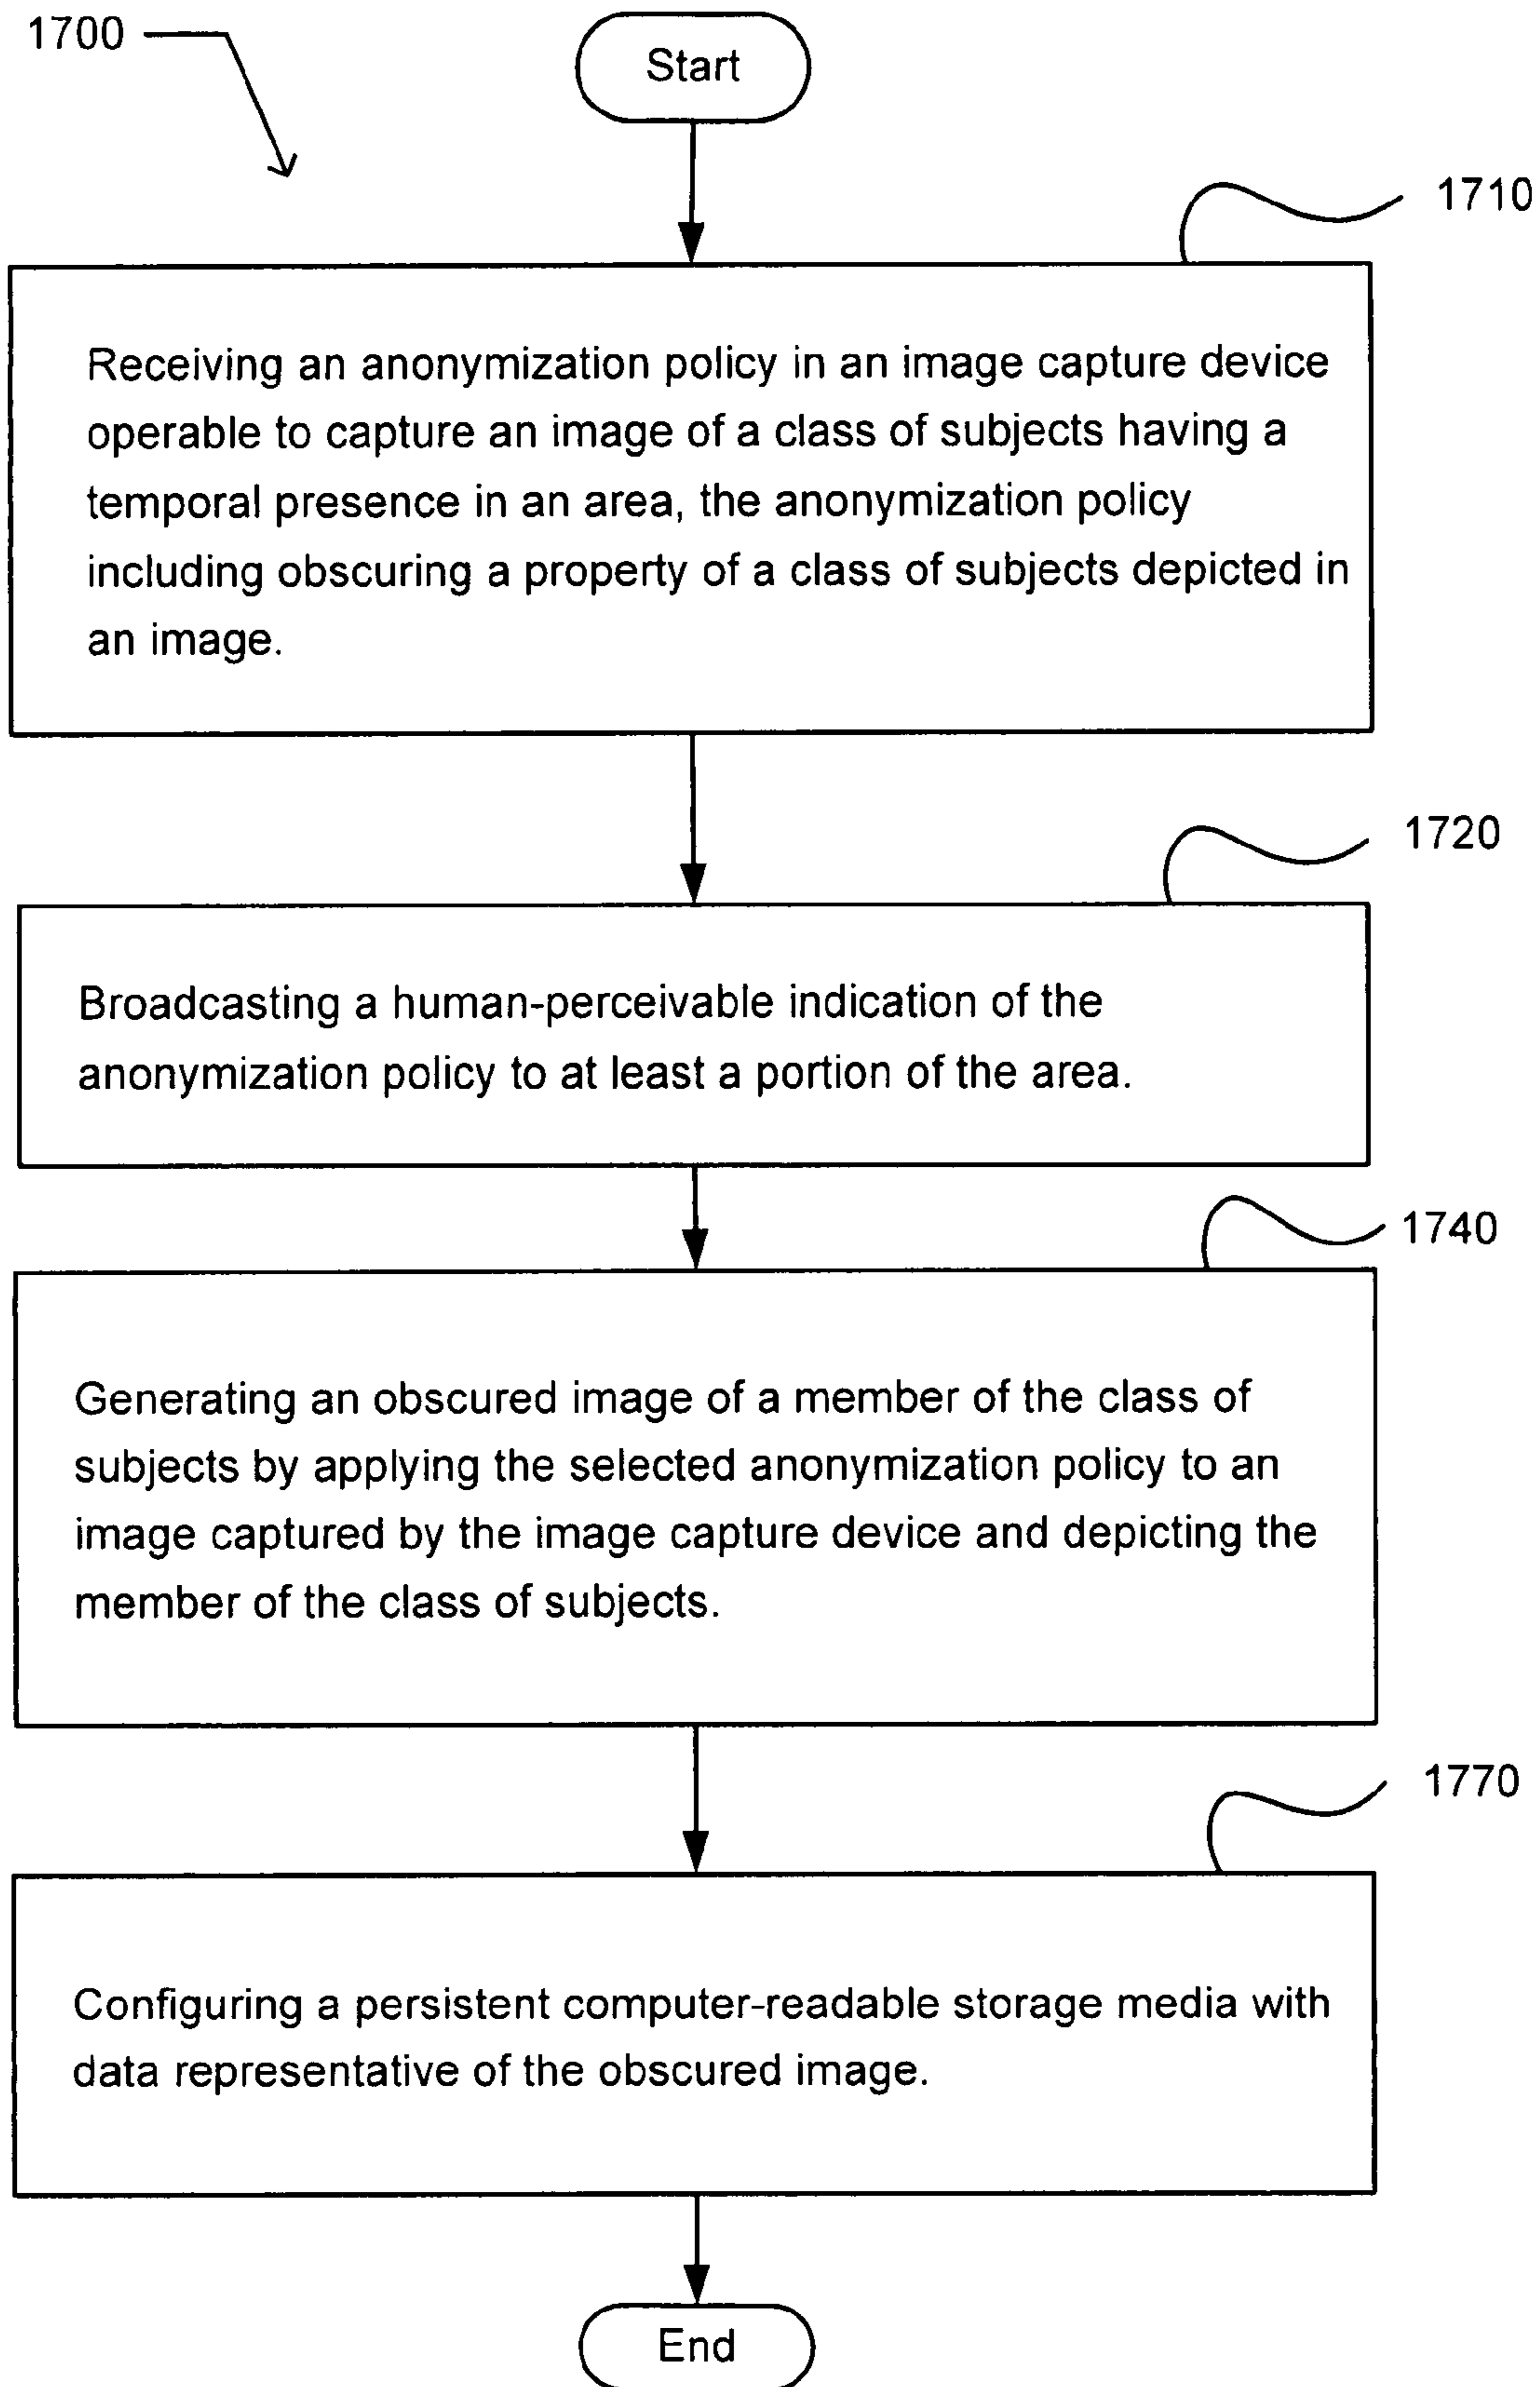 1700
Start
1710
Receiving an anonymization policy in an image capture device
operable to capture an image of a class of subjects having a
temporal presence in an area, the anonymization policy
including obscuring a property of a class of subjects depicted in
an image.
1720
Broadcasting a human-perceivable indication of the
anonymization policy to at least a portion of the area.
1740
Generating an obscured image of a member of the class of
subjects by applying the selected anonymization policy to an
image captured by the image capture device and depicting the
member of the class of subjects.
1770
Configuring a persistent computer-readable storage media with
data representative of the obscured image.
End